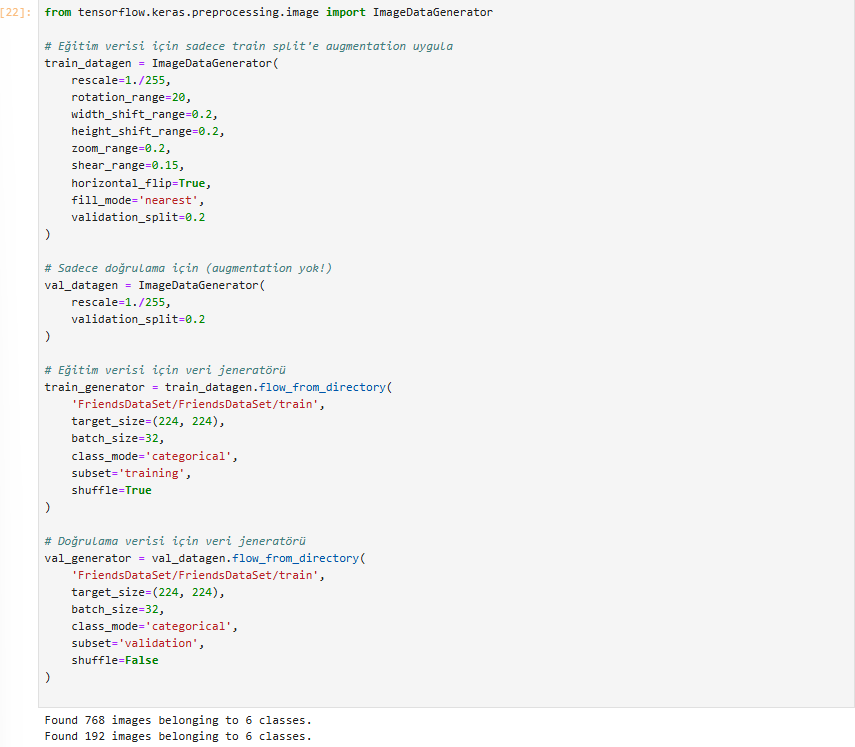 [22]: from tensorflow.keras.preprocessing.image import ImageDataGenerator
# Eğitim verisi için sadece train split'e augmentation uygula
train_datagen = ImageDataGenerator(
    rescale=1./255,
    rotation_range=20,
    width_shift_range=0.2,
    height_shift_range=0.2,
    zoom_range=0.2,
    shear_range=0.15,
    horizontal_flip=True,
    fill_mode='nearest',
    validation_split=0.2
)
# Sadece doğrulama için (augmentation yok!)
val_datagen = ImageDataGenerator(
    rescale=1./255,
    validation_split=0.2
)
# Eğitim verisi için veri jeneratörü
train_generator = train_datagen.flow_from_directory(
    'FriendsDataSet/FriendsDataSet/train',
    target_size=(224, 224),
    batch_size=32,
    class_mode='categorical',
    subset='training',
    shuffle=True
)
# Doğrulama verisi için veri jeneratörü
val_generator = val_datagen.flow_from_directory(
    'FriendsDataSet/FriendsDataSet/train',
    target_size=(224, 224),
    batch_size=32,
    class_mode='categorical',
    subset='validation',
    shuffle=False
)
Found 768 images belonging to 6 classes.
Found 192 images belonging to 6 classes.